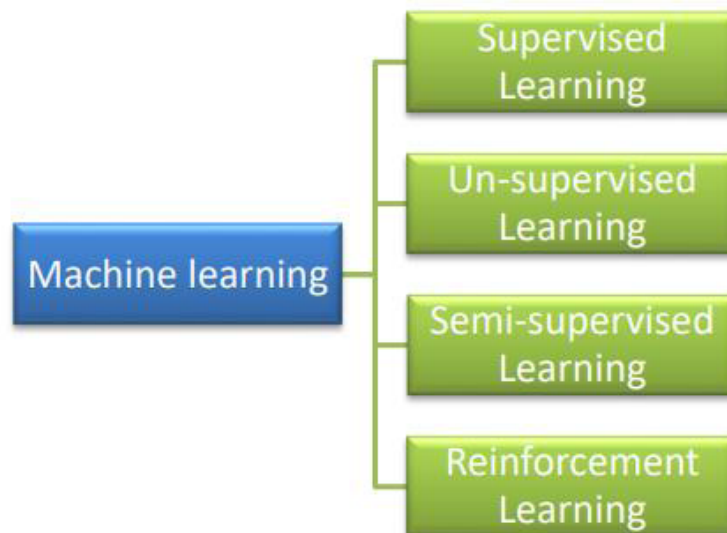 Supervised
Learning
Un-supervised
Learning
Machine learning
Semi-supervised
Learning
Reinforcement
Learning